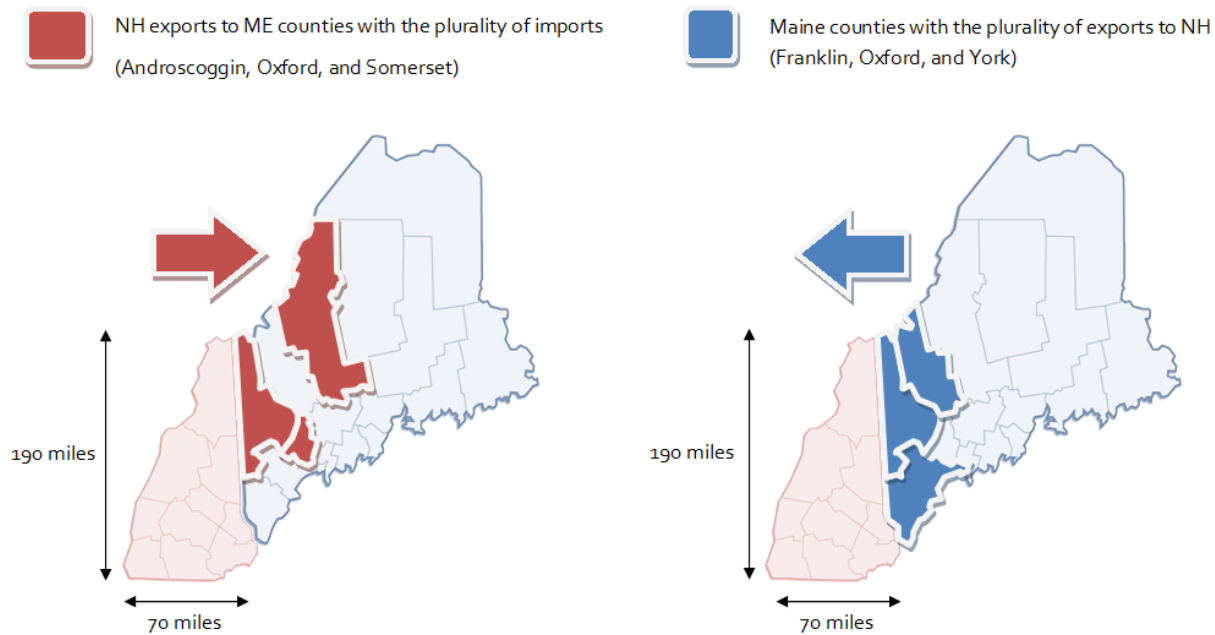 NH exports to ME counties with the plurality of imports
(Androscoggin, Oxford, and Somerset)
Maine counties with the plurality of exports to NH
(Franklin, Oxford, and York)
190 miles
70 miles
190 miles
70 miles